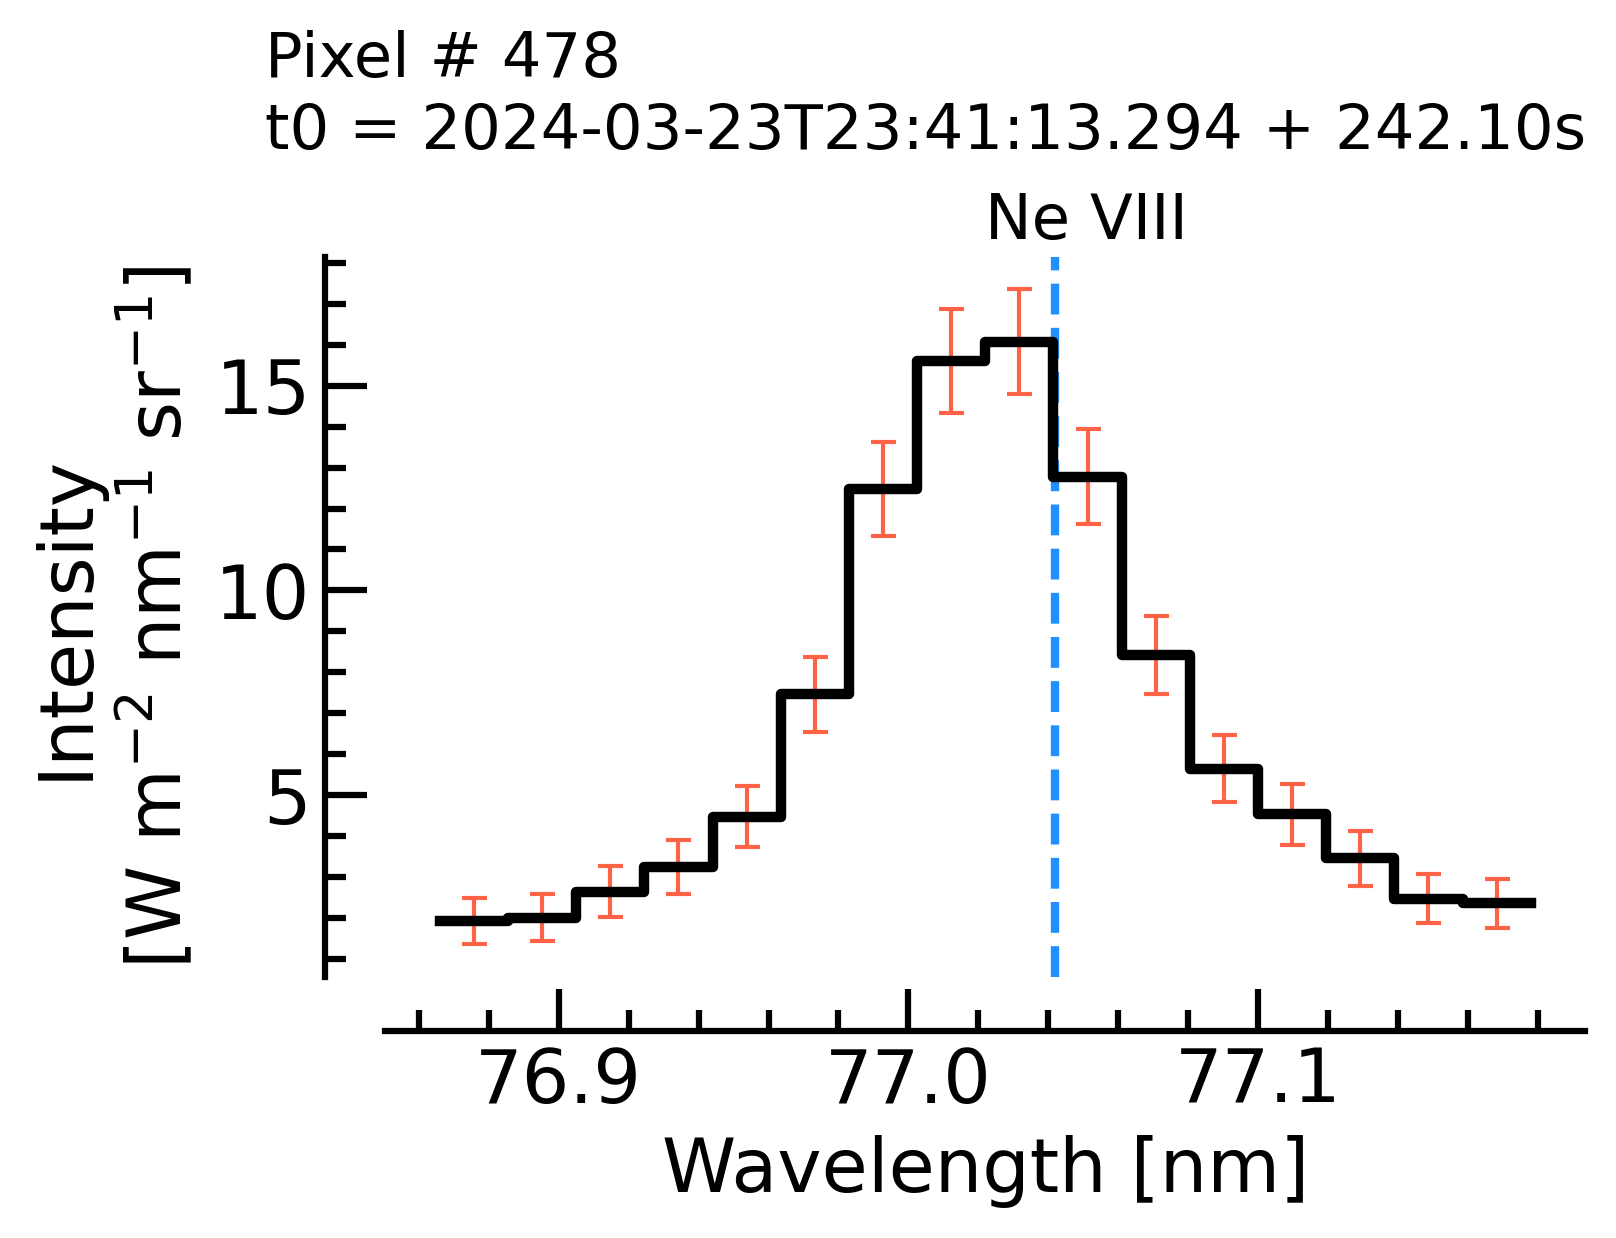 Pixel # 478
t0 = 2024-03-23T23:41:13.294 + 242.10s
Ne VIII
Intensity
[W m⁻² nm⁻¹ sr⁻¹]
15
10
5
76.9 77.0 77.1
Wavelength [nm]